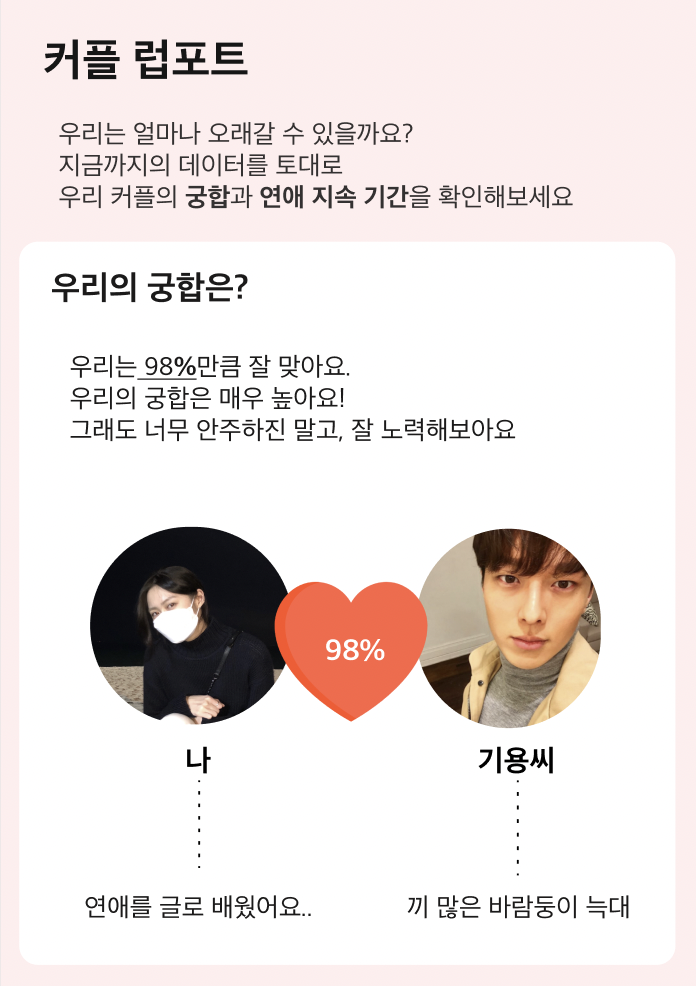 커플 럽포트
우리는 얼마나 오래갈 수 있을까요?
지금까지의 데이터를 토대로
우리 커플의 궁합과 연애 지속 기간을 확인해보세요
우리의 궁합은?
우리는 98%만큼 잘 맞아요.
우리의 궁합은 매우 높아요!
그래도 너무 안주하진 말고, 잘 노력해보아요
98%
나
기용씨
연애를 글로 배웠어요..
끼 많은 바람둥이 늑대